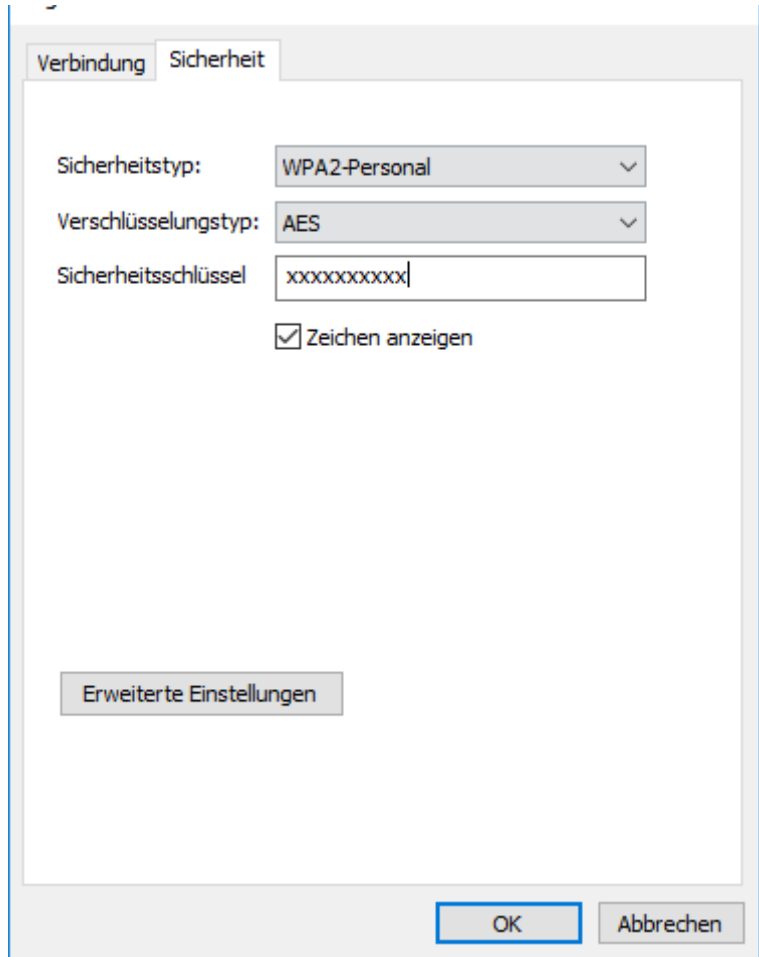 Verbindung Sicherheit
Sicherheitstyp: WPA2-Personal
Verschlüsselungstyp: AES
Sicherheitsschlüssel xxxxxxxxxx
Zeichen anzeigen
Erweiterte Einstellungen
OK Abbrechen